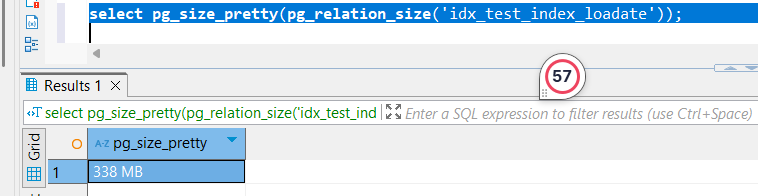 select pg_size_pretty(pg_relation_size('idx_test_index_loadate'));
57
Results 1
select pg_size_pretty(pg_relation_size('idx_test_ind
Enter a SQL expression to filter results (use Ctrl+Space)
Grid
A-Z pg_size_pretty
1 338 MB